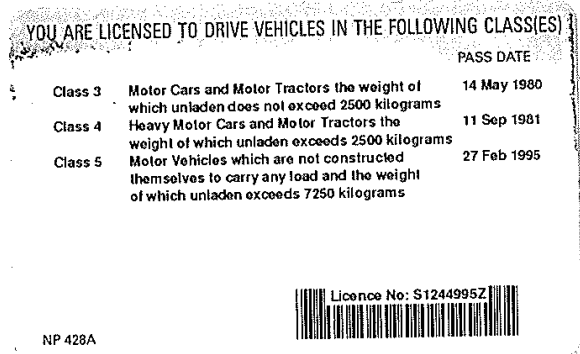 YOU ARE LICENSED TO DRIVE VEHICLES IN THE FOLLOWING CLASS(ES)
PASS DATE
Class 3 Motor Cars and Motor Tractors the weight of 14 May 1980
which unladen does not exceed 2500 kilograms
Class 4 Heavy Motor Cars and Motor Tractors the 11 Sep 1981
weight of which unladen exceeds 2500 kilograms
Class 5 Motor Vehicles which are not constructed 27 Feb 1995
themselves to carry any load and the weight
of which unladen exceeds 7250 kilograms
Licence No: S1244995Z
NP 428A